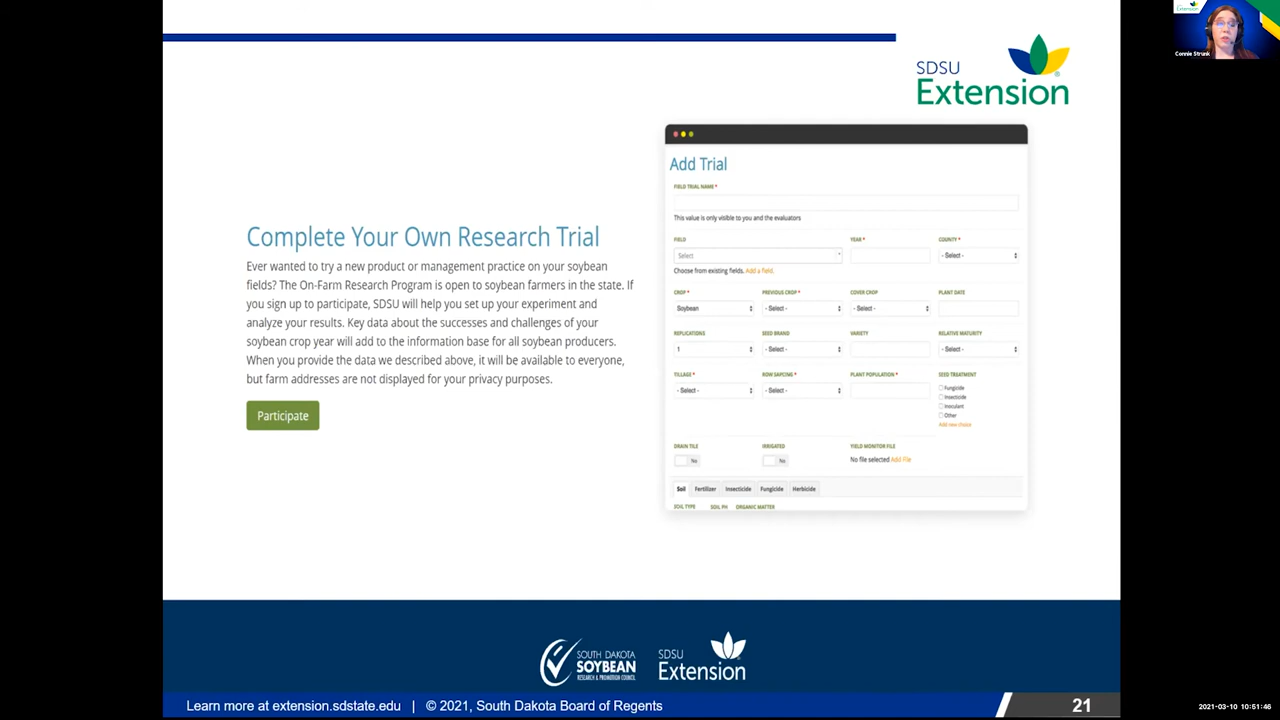 Extension
Connie Strunk
SDSU
Extension
Add Trial
FIELD TRIAL NAME *
This value is only visible to you and the evaluators
FIELD YEAR * COUNTY *
Select - Select -
Choose from existing fields. Add a field.
CROP * PREVIOUS CROP * COVER CROP PLANT DATE
Soybean - Select - - Select -
REPLICATIONS SEED BRAND VARIETY RELATIVE MATURITY
1 - Select - - Select -
TILLAGE * ROW SAPCING * PLANT POPULATION * SEED TREATMENT
- Select - - Select - Fungicide
Insecticide
Inoculant
Other
Add new choice
DRAIN TILE IRRIGATED YIELD MONITOR FILE
No No No file selected Add File
Soil Fertilizer Insecticide Fungicide Herbicide
SOIL TYPE SOIL PH ORGANIC MATTER
Complete Your Own Research Trial
Ever wanted to try a new product or management practice on your soybean
fields? The On-Farm Research Program is open to soybean farmers in the state. If
you sign up to participate, SDSU will help you set up your experiment and
analyze your results. Key data about the successes and challenges of your
soybean crop year will add to the information base for all soybean producers.
When you provide the data we described above, it will be available to everyone,
but farm addresses are not displayed for your privacy purposes.
Participate
SOUTH DAKOTA
SOYBEAN
RESEARCH & PROMOTION COUNCIL
SDSU
Extension
Learn more at extension.sdstate.edu | © 2021, South Dakota Board of Regents
21
2021-03-10 10:51:46